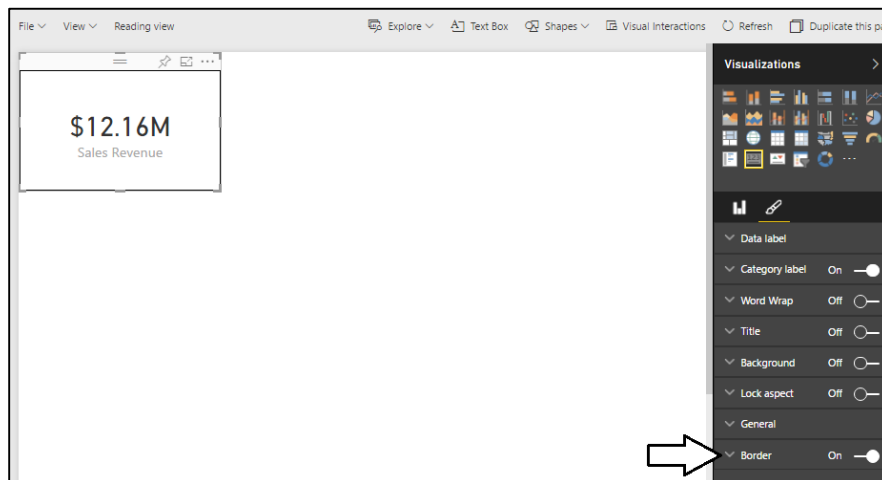 File View Reading view Explore Text Box Shapes Visual Interactions Refresh Duplicate this pa
$12.16M
Sales Revenue
Visualizations
Data label
Category label On
Word Wrap Off
Title Off
Background Off
Lock aspect Off
General
Border On